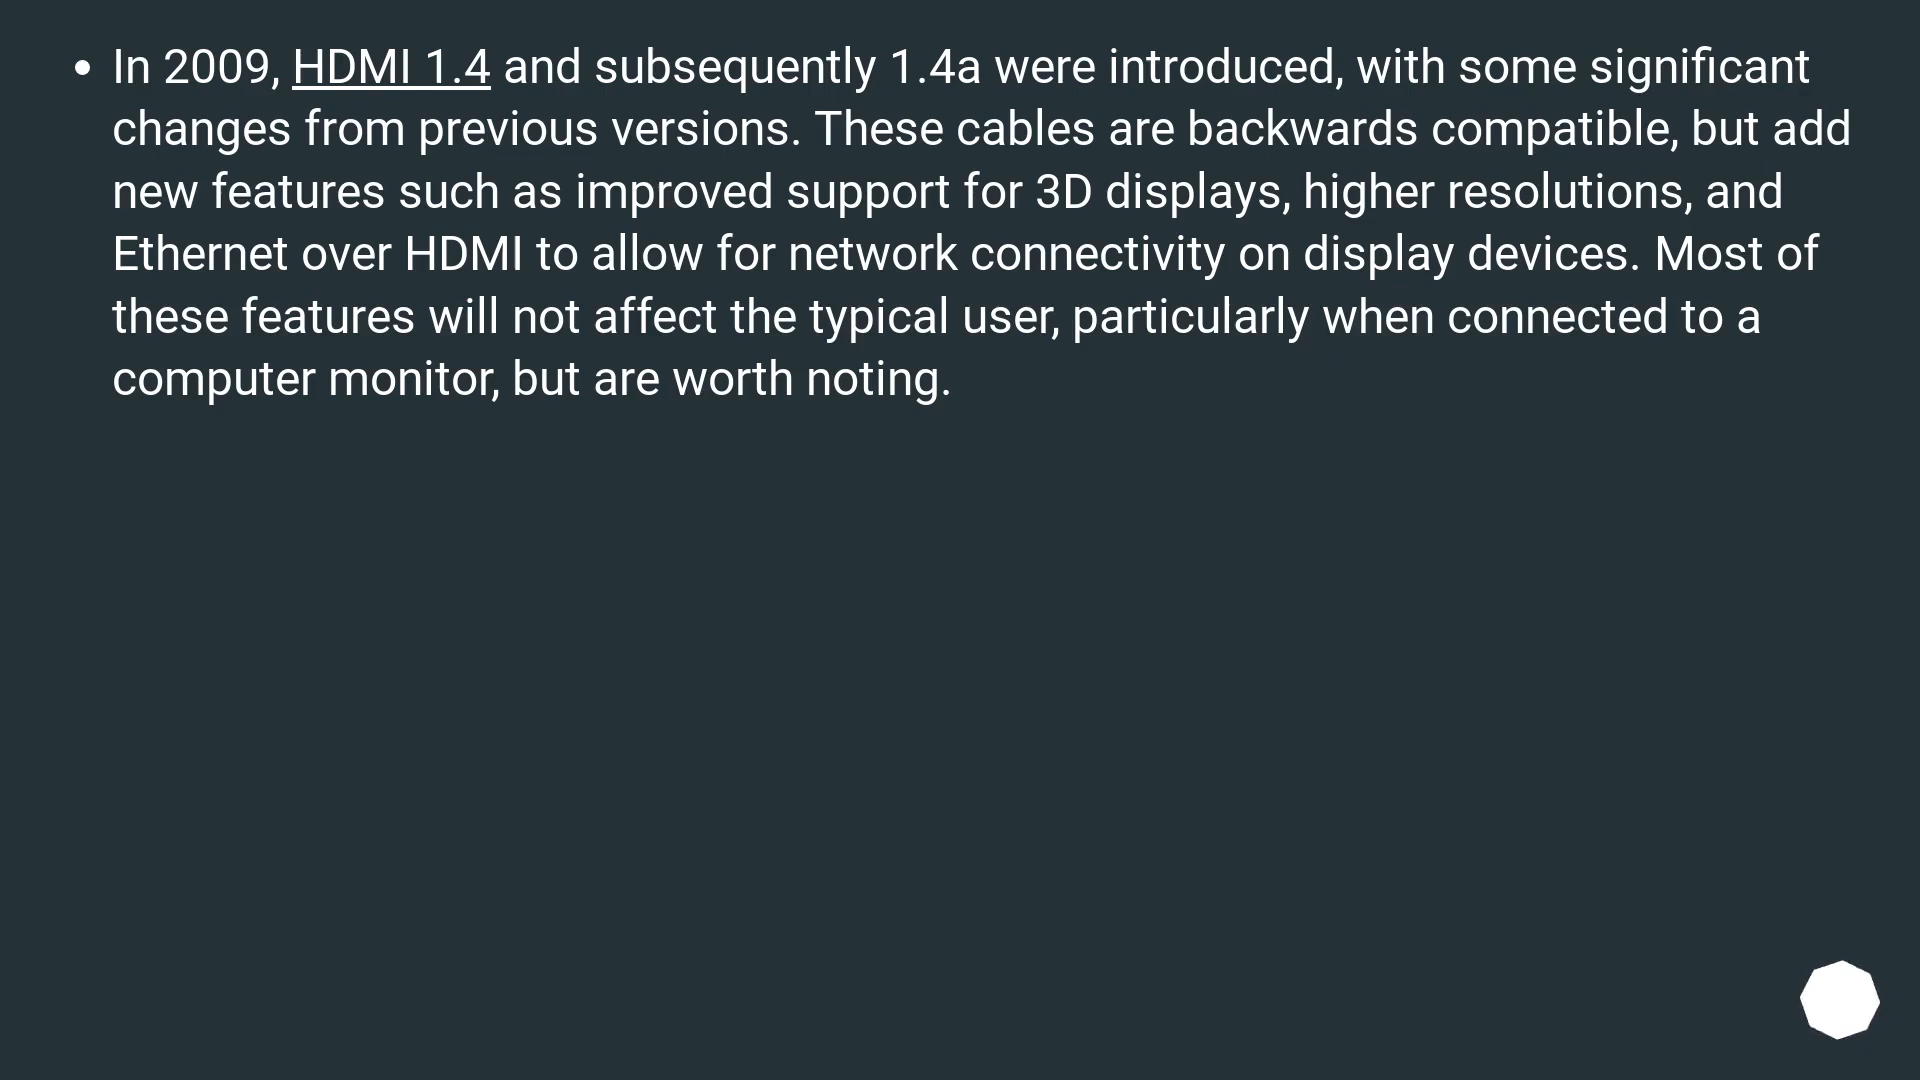 • In 2009, HDMI 1.4 and subsequently 1.4a were introduced, with some significant
changes from previous versions. These cables are backwards compatible, but add
new features such as improved support for 3D displays, higher resolutions, and
Ethernet over HDMI to allow for network connectivity on display devices. Most of
these features will not affect the typical user, particularly when connected to a
computer monitor, but are worth noting.